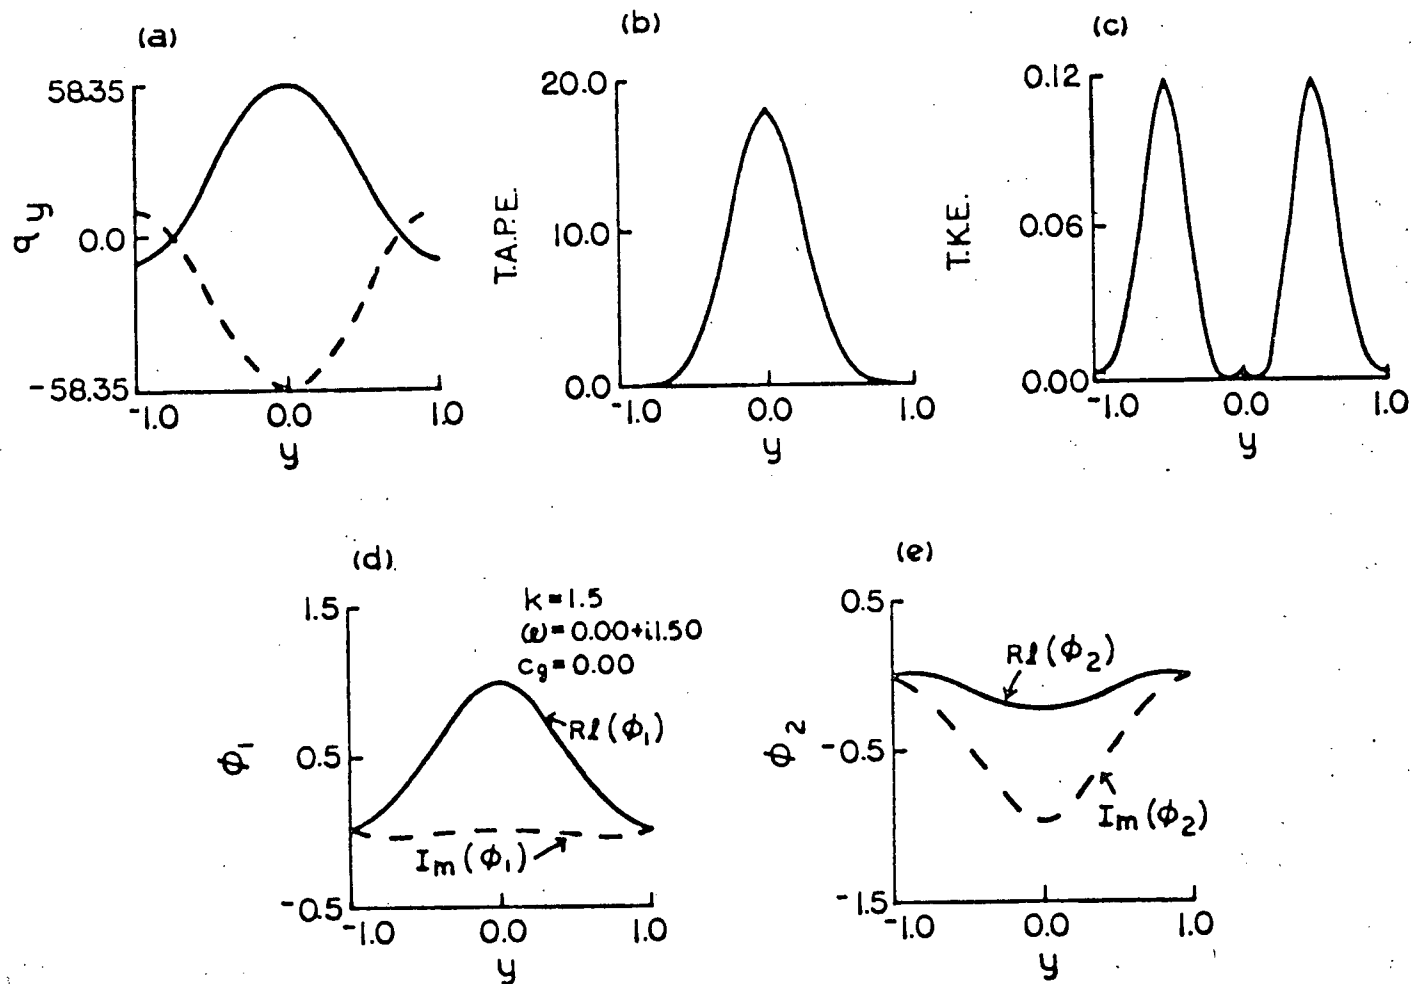 (a)
58.35
0.0
-58.35
q y
-1.0 0.0 1.0
y
(b)
20.0
10.0
0.0
T.A.P.E.
-1.0 0.0 1.0
y
(c)
0.12
0.06
0.00
T.K.E.
-1.0 0.0 1.0
y
(d)
1.5
0.5
-0.5
ϕ1
k=1.5
ω=0.00+i1.50
cg=0.00
Rl(ϕ1)
Im(ϕ1)
-1.0 0.0 1.0
y
(e)
0.5
-0.5
-1.5
ϕ2
Rl(ϕ2)
Im(ϕ2)
-1.0 0.0 1.0
y